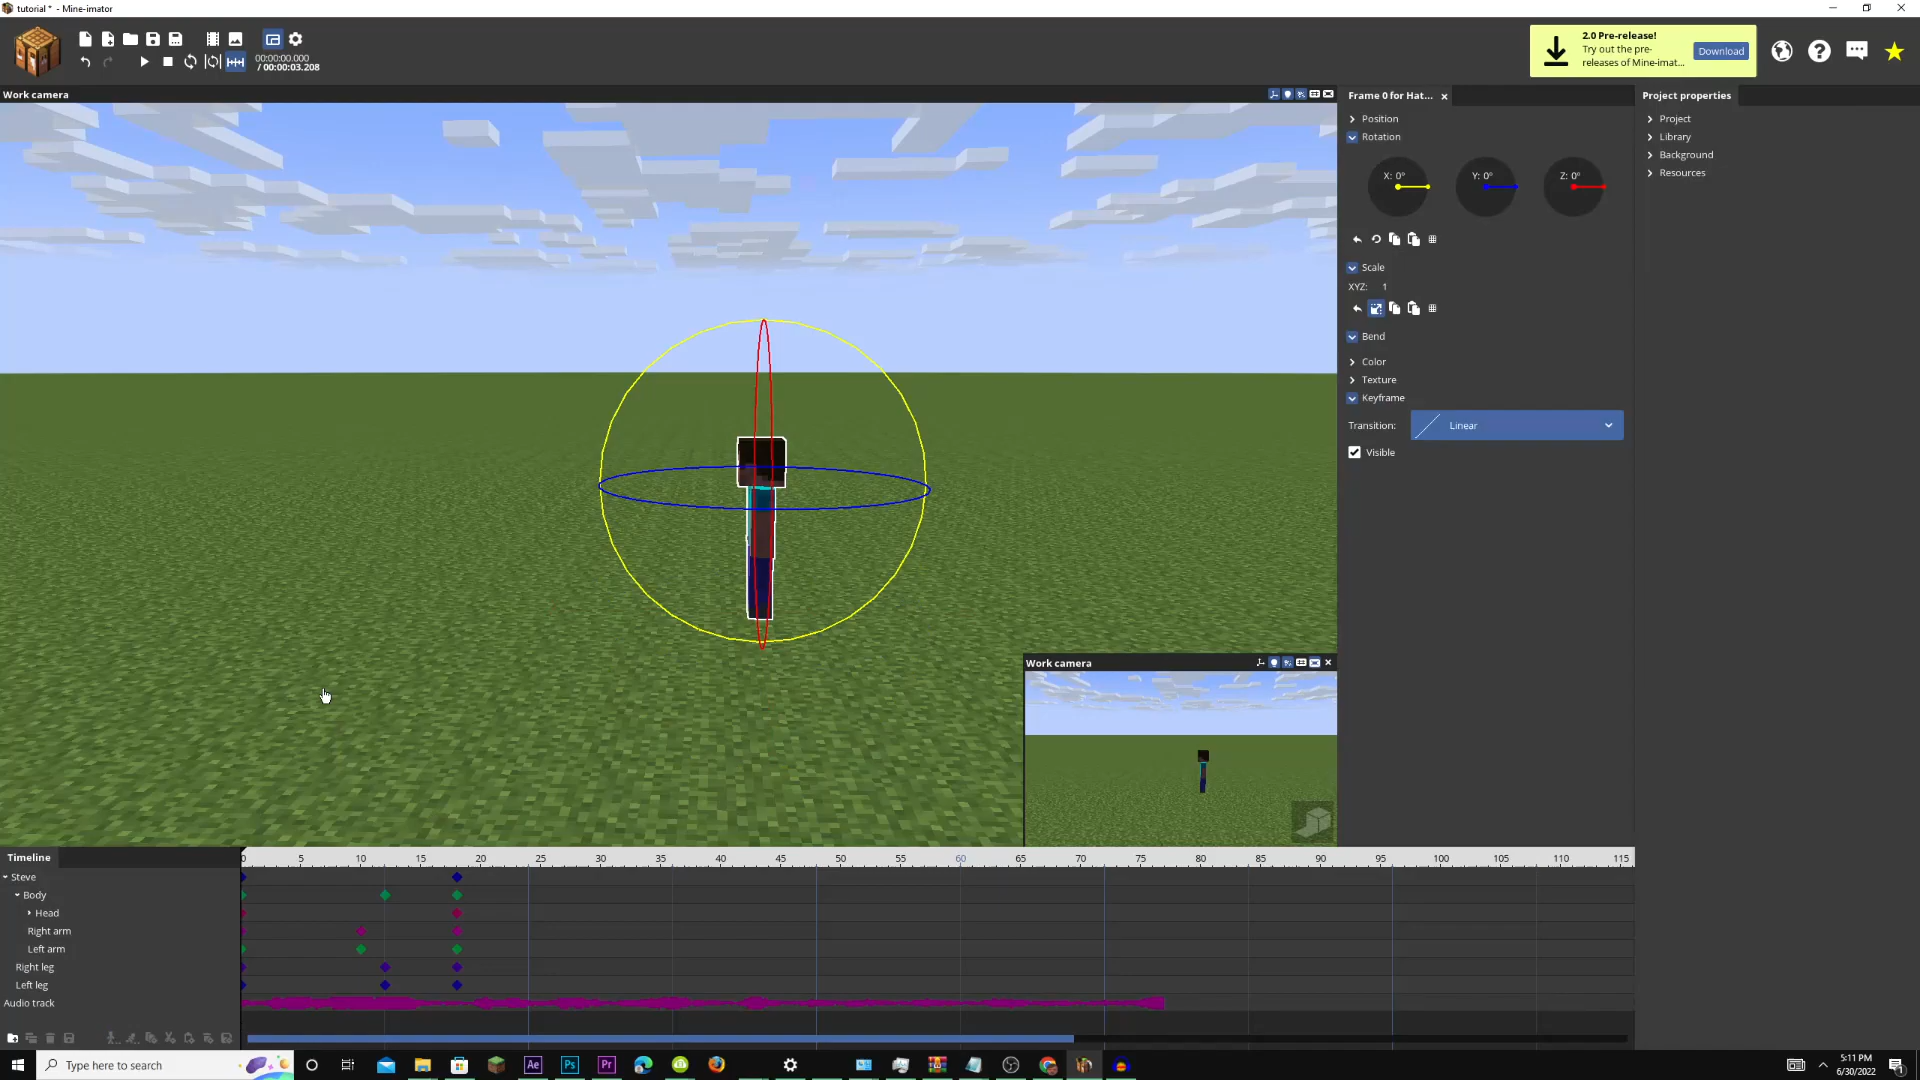 tutorial * - Mine-imator
00:00:00.000
/ 00:00:03.208
2.0 Pre-release!
Try out the pre-
releases of Mine-imat...
Download
Work camera
Frame 0 for Hat...
Position
Rotation
X: 0°
Y: 0°
Z: 0°
Scale
XYZ: 1
Bend
Color
Texture
Keyframe
Transition: Linear
Visible
Project properties
Project
Library
Background
Resources
Work camera
Timeline
0 5 10 15 20 25 30 35 40 45 50 55 60 65 70 75 80 85 90 95 100 105 110 115
Steve
Body
Head
Right arm
Left arm
Right leg
Left leg
Audio track
Type here to search
Ae
Ps
Pr
5:11 PM
6/30/2022